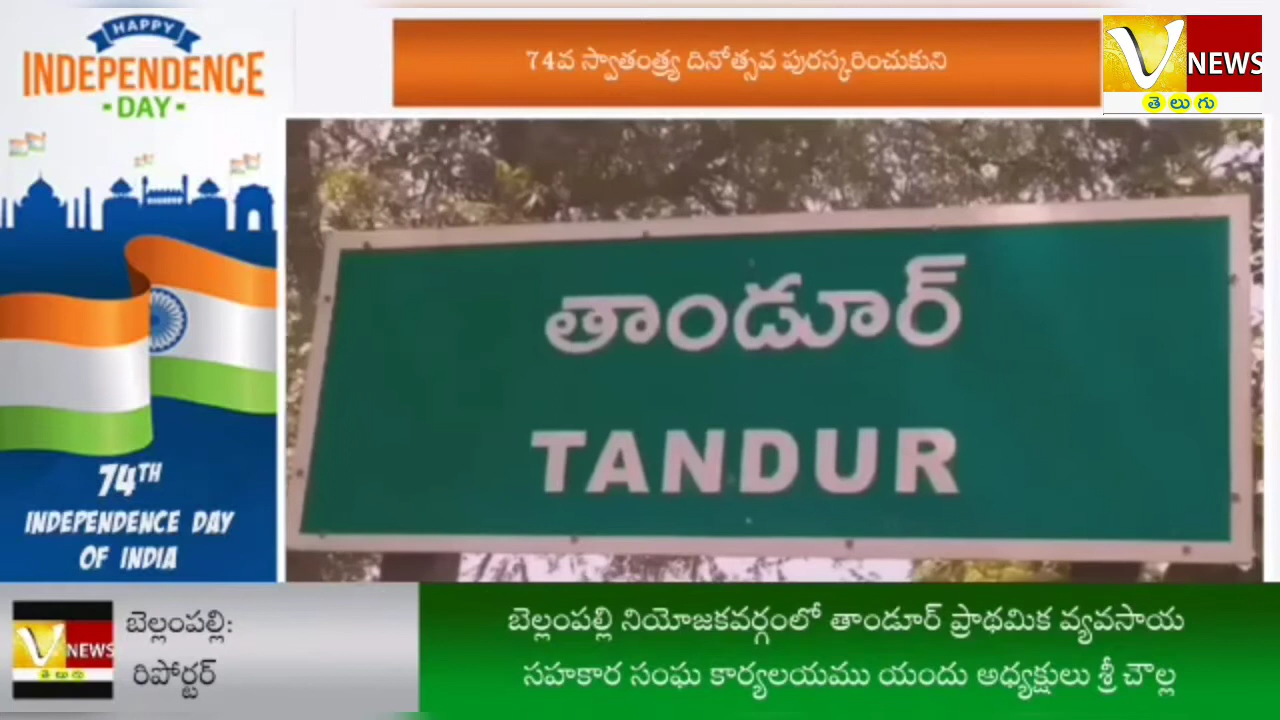 HAPPY
INDEPENDENCE
-DAY-
74వ స్వాతంత్ర్య దినోత్సవ పురస్కరించుకుని
V NEWS
తెలుగు
తాండూర్
TANDUR
74TH
INDEPENDENCE DAY
OF INDIA
V NEWS
తెలుగు
బెల్లంపల్లి:
రిపోర్టర్
బెల్లంపల్లి నియోజకవర్గంలో తాండూర్ ప్రాథమిక వ్యవసాయ
సహకార సంఘ కార్యలయము యందు అధ్యక్షులు శ్రీ చౌల్ల